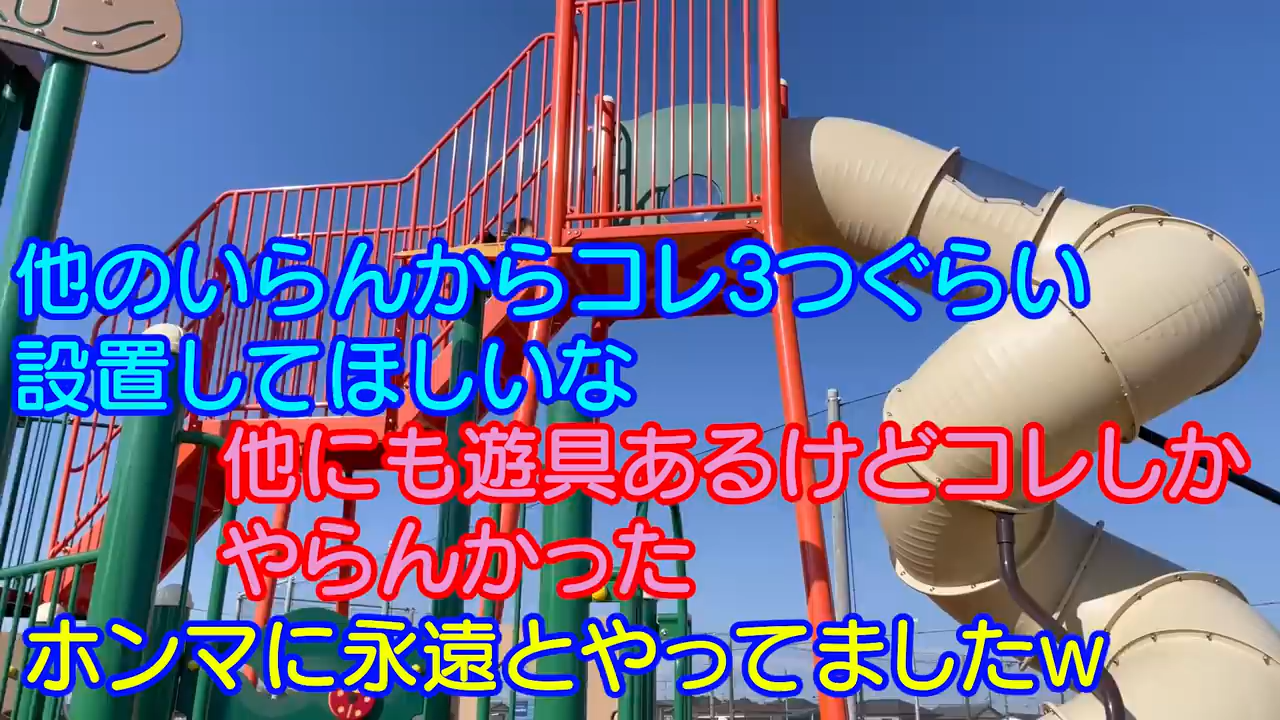 他のいらんからコレ3つぐらい
設置してほしいな
他にも遊具あるけどコレしか
やらんかった
ホンマに永遠とやってましたw